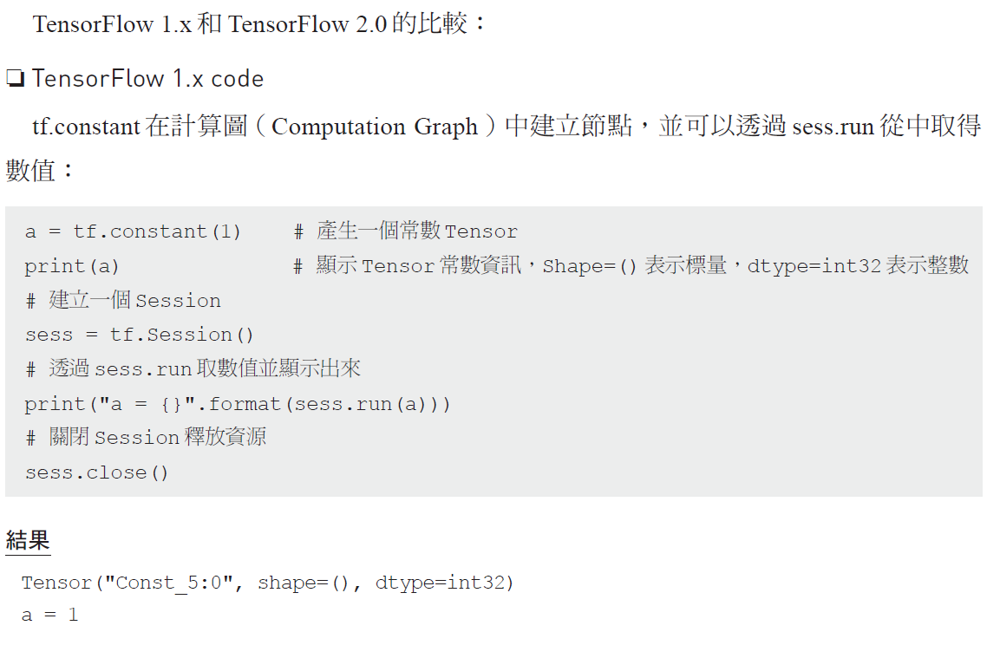 TensorFlow 1.x 和 TensorFlow 2.0 的比較：
❏ TensorFlow 1.x code
tf.constant 在計算圖（Computation Graph）中建立節點，並可以透過 sess.run 從中取得
數值：
a = tf.constant(1)    # 產生一個常數 Tensor
print(a)              # 顯示 Tensor 常數資訊，Shape=() 表示標量，dtype=int32 表示整數
# 建立一個 Session
sess = tf.Session()
# 透過 sess.run 取數值並顯示出來
print("a = {}".format(sess.run(a)))
# 關閉 Session 釋放資源
sess.close()
結果
Tensor("Const_5:0", shape=(), dtype=int32)
a = 1